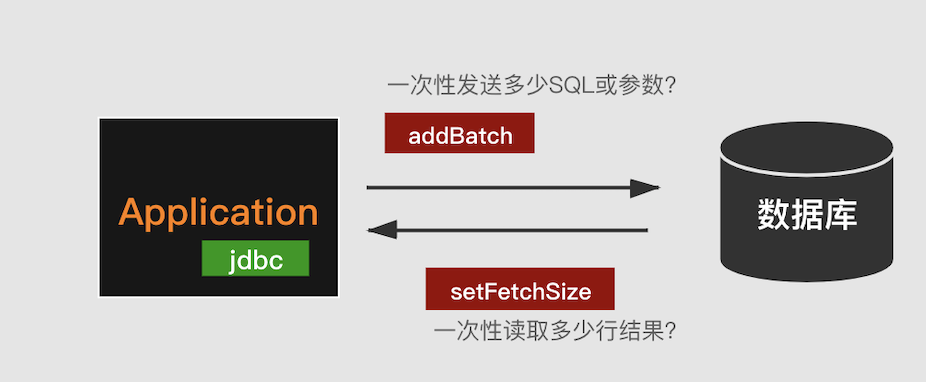 一次性发送多少SQL或参数?
addBatch
Application
jdbc
数据库
setFetchSize
一次性读取多少行结果?